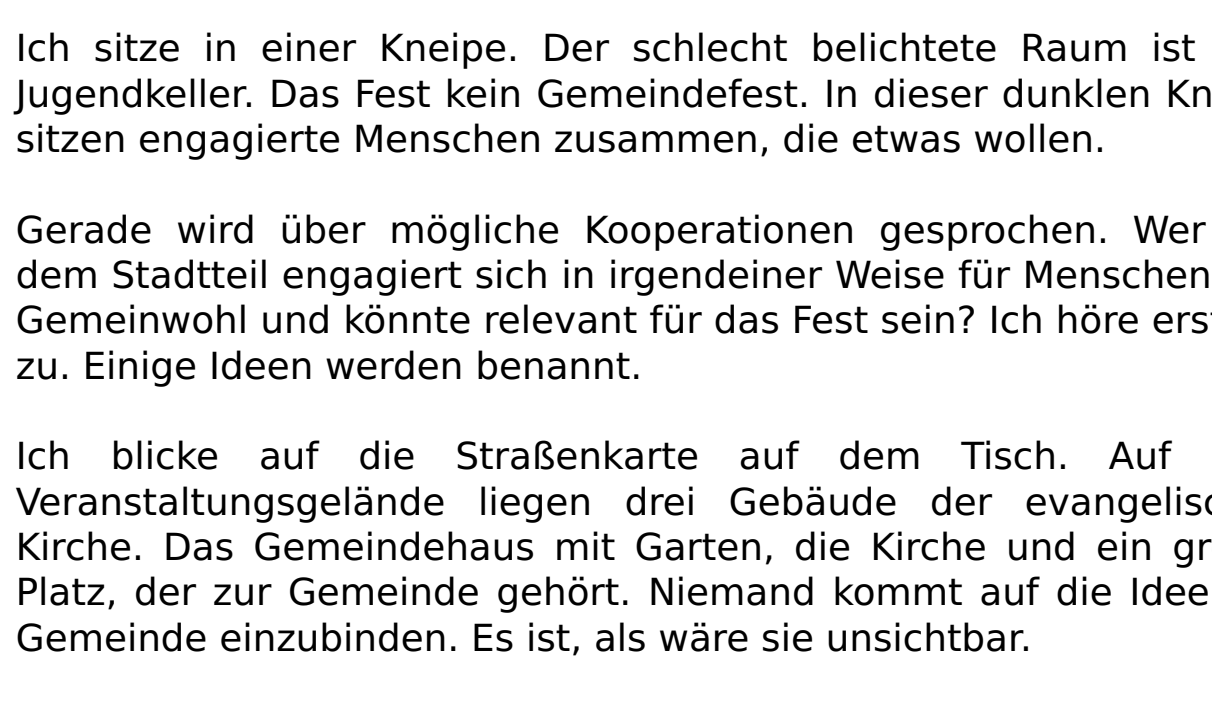 Ich sitze in einer Kneipe. Der schlecht belichtete Raum ist
Jugendkeller. Das Fest kein Gemeindefest. In dieser dunklen
sitzen engagierte Menschen zusammen, die etwas wollen.
Gerade wird über mögliche Kooperationen gesprochen. Wer
dem Stadtteil engagiert sich in irgendeiner Weise für Menschen
Gemeinwohl und könnte relevant für das Fest sein? Ich höre
zu. Einige Ideen werden benannt.
Ich blicke auf die Straßenkarte auf dem Tisch. Auf
Veranstaltungsgelände liegen drei Gebäude der
Kirche. Das Gemeindehaus mit Garten, die Kirche und ein
Platz, der zur Gemeinde gehört. Niemand kommt auf die Idee
Gemeinde einzubinden. Es ist, als wäre sie unsichtbar.